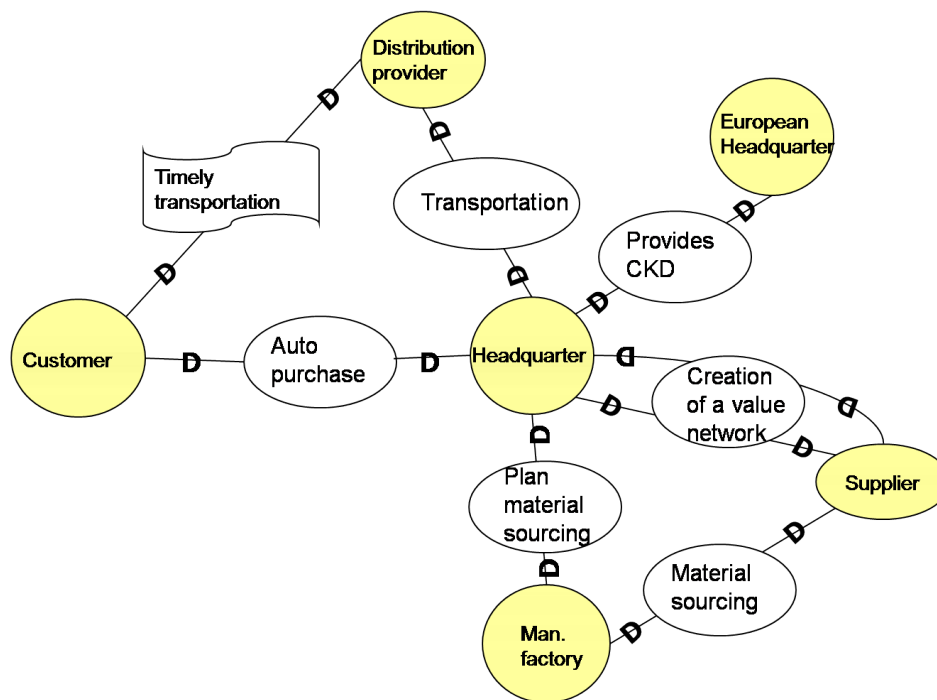 Distribution
provider
D
D
European
Headquarter
Timely
transportation
Transportation
D
Provides
CKD
D
D
D
D
Customer
D
Auto
purchase
D
Headquarter
D
Creation
of a value
network
D
D
D
D
Plan
material
sourcing
Supplier
D
D
Material
sourcing
D
Man.
factory